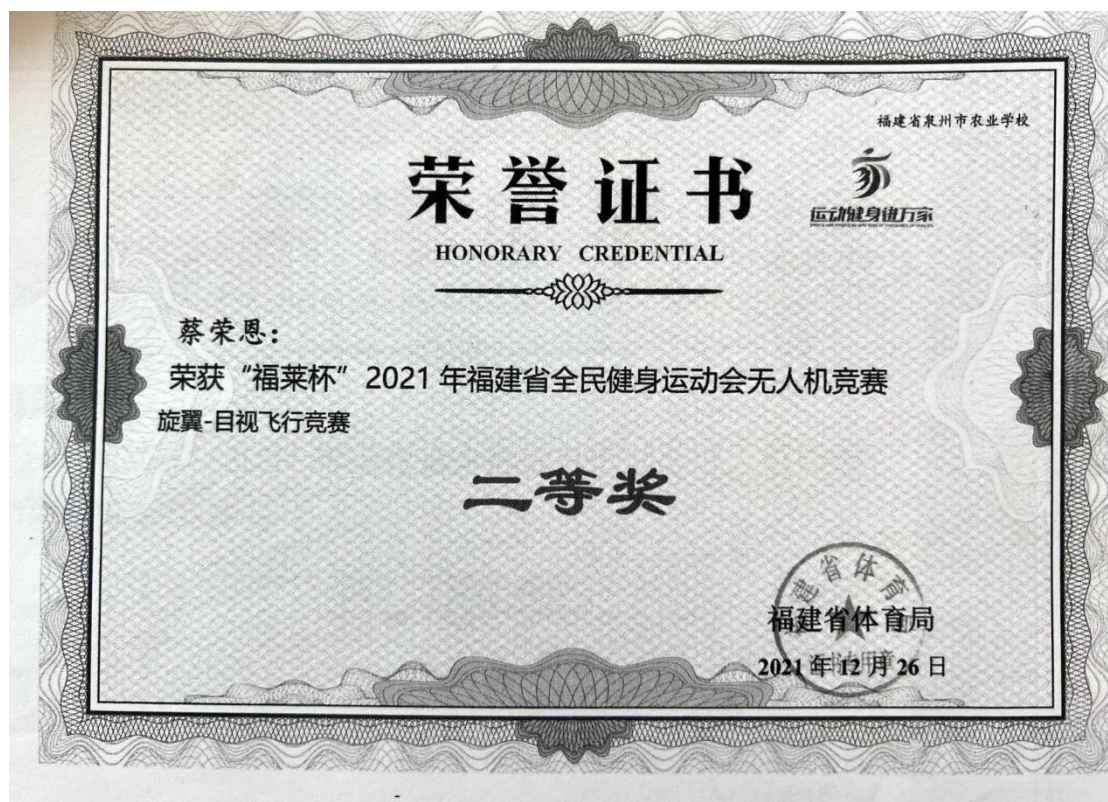 福建省泉州市农业学校
荣誉证书
运动健身进万家
HONORARY CREDENTIAL
蔡荣恩:
荣获“福莱杯”2021年福建省全民健身运动会无人机竞赛
旋翼-目视飞行竞赛
二等奖
福建省体育局
2021年12月26日